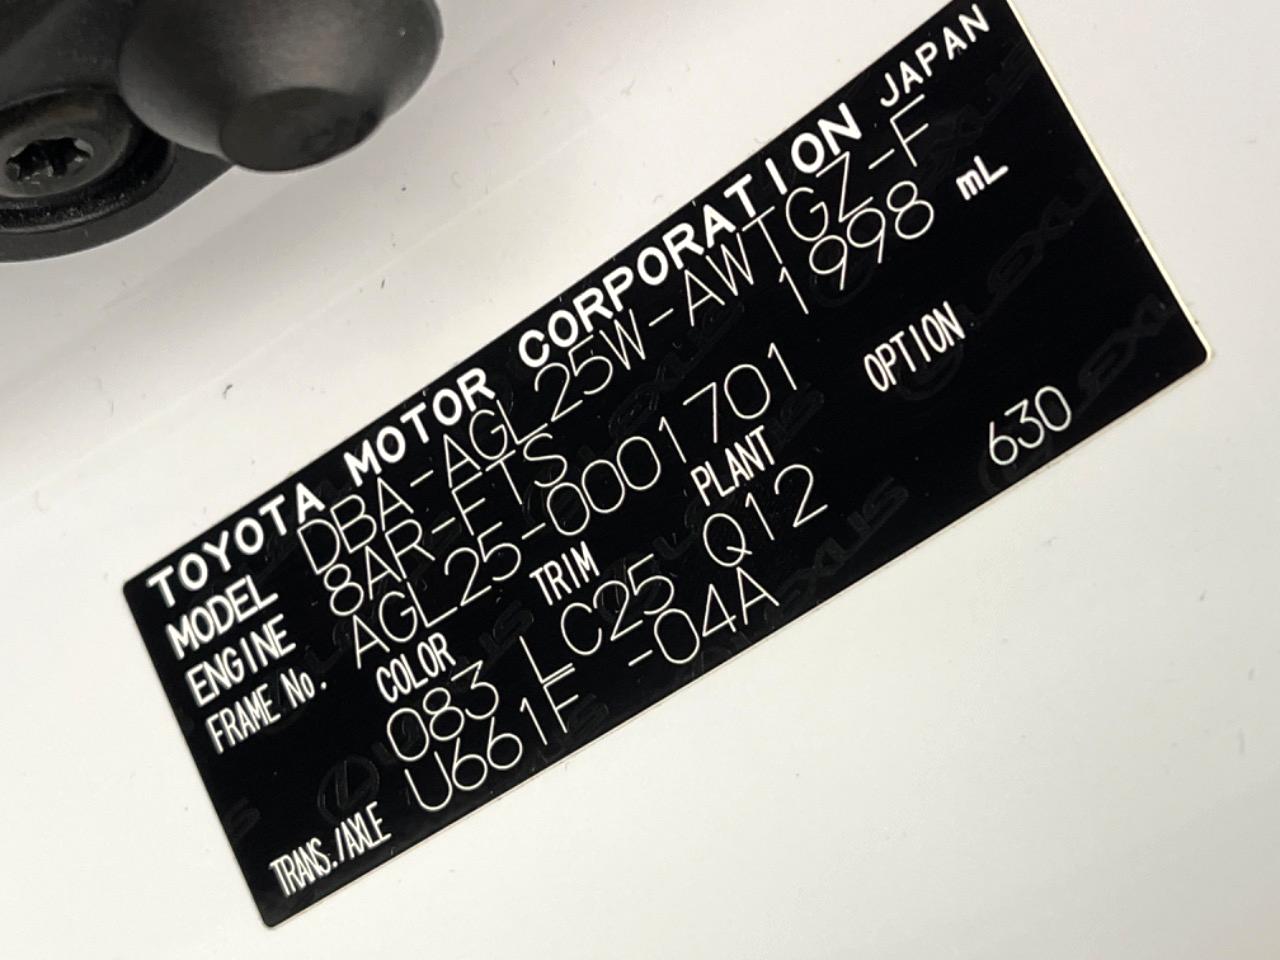 TOYOTA MOTOR CORPORATION JAPAN
MODEL DBA-AGL25W-AWTGZ-F
ENGINE 8AR-FTS 1998 mL
FRAME No. AGL25-0001701
COLOR TRIM PLANT OPTION
083 LC25 Q12 630
TRANS./AXLE U661F -04A